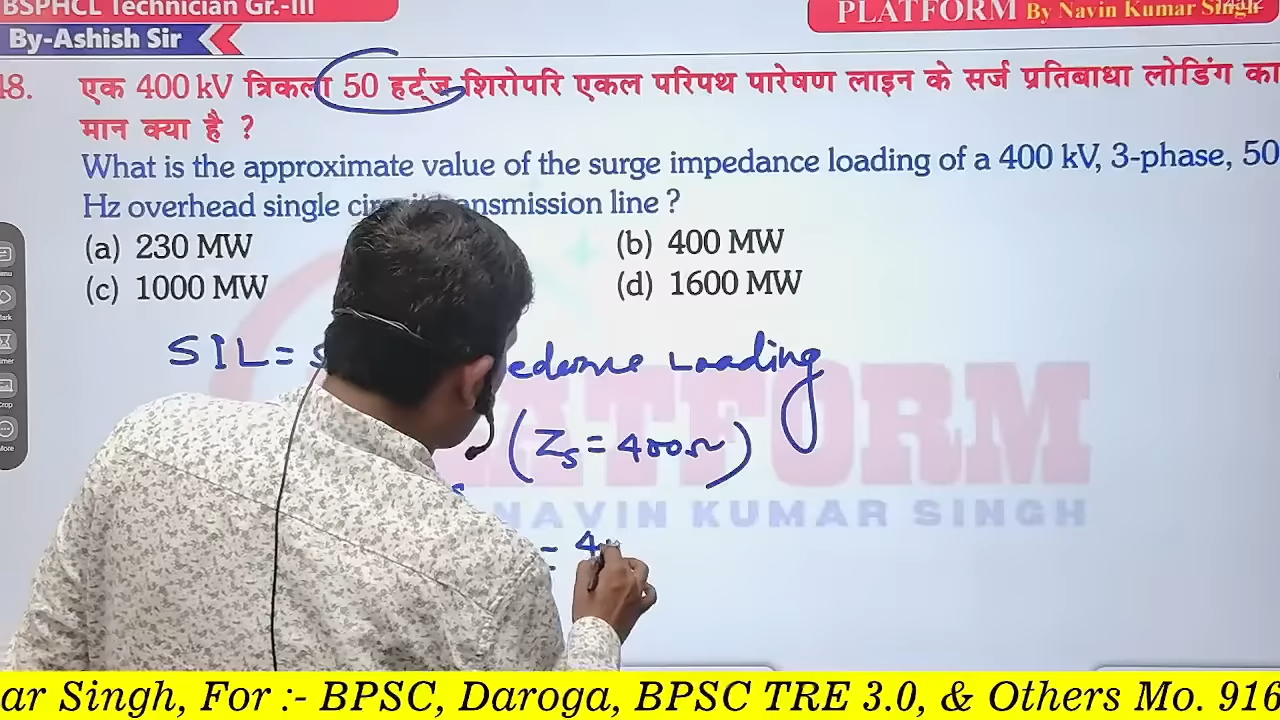 BSPHCL Technician Gr.-III
PLATFORM By Navin Kumar Singh
By-Ashish Sir
48. एक 400 kV त्रिकला 50 हर्ट्ज शिरोपरि एकल परिपथ पारेषण लाइन के सर्ज प्रतिबाधा लोडिंग का
मान क्या है ?
What is the approximate value of the surge impedance loading of a 400 kV, 3-phase, 50
Hz overhead single transmission line ?
(a) 230 MW
(b) 400 MW
(c) 1000 MW
(d) 1600 MW
SIL = Loading
(Zs = 400Ω)
FORM
NAVIN KUMAR SINGH
= 4
ar Singh, For :- BPSC, Daroga, BPSC TRE 3.0, & Others Mo. 916